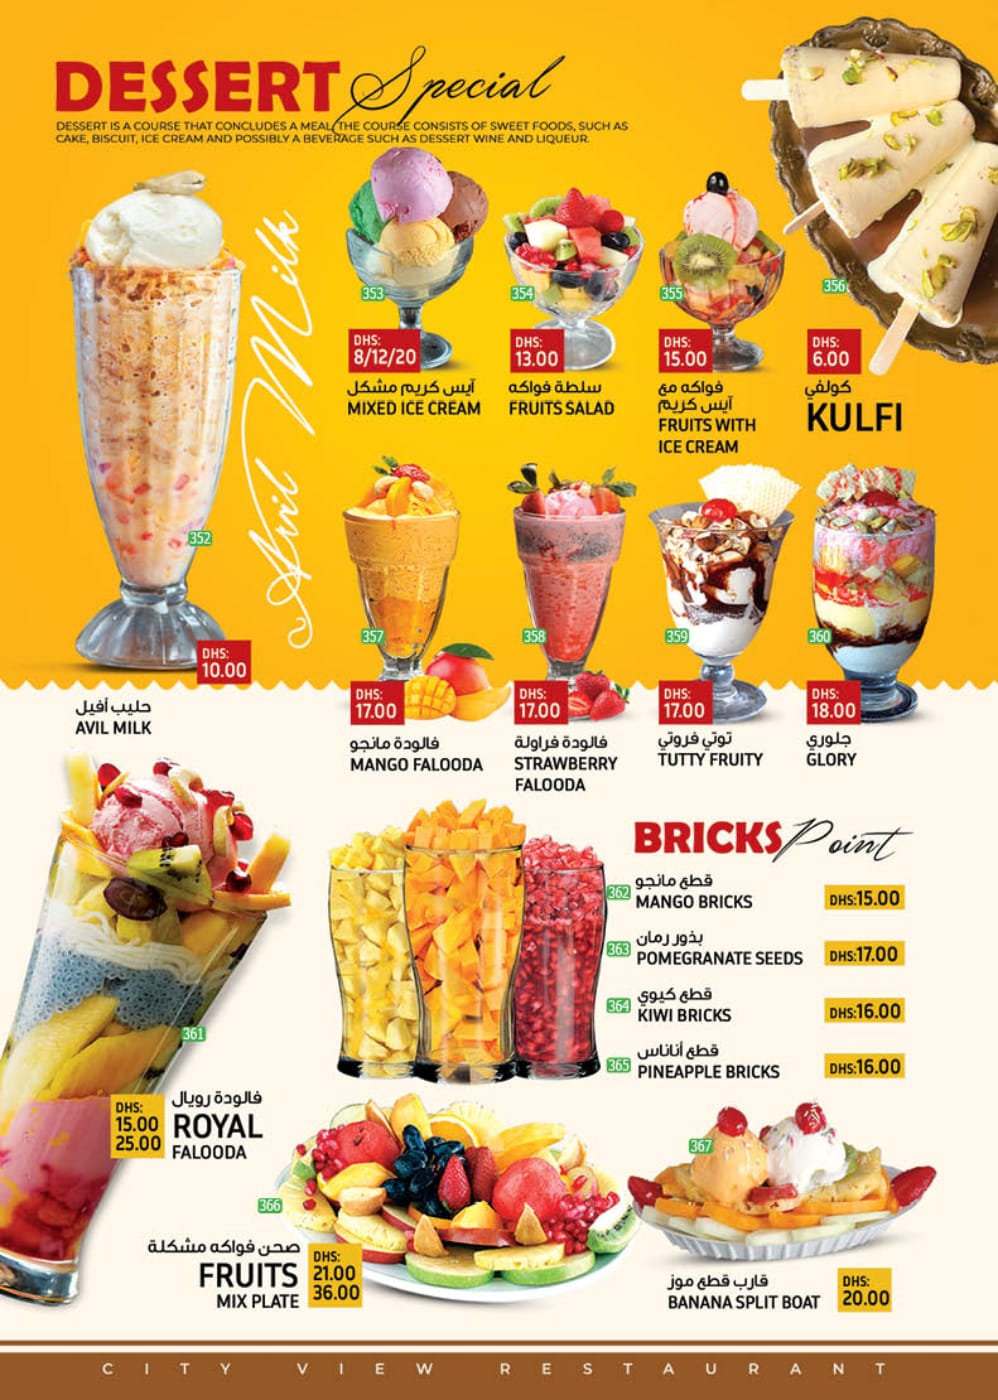 DESSERT Special
DESSERT IS A COURSE THAT CONCLUDES A MEAL, THE COURSE CONSISTS OF SWEET FOODS, SUCH AS
CAKE, BISCUIT, ICE CREAM AND POSSIBLY A BEVERAGE SUCH AS DESSERT WINE AND LIQUEUR.
Avil Milk
352
DHS:
10.00
حليب أفيل
AVIL MILK
353
DHS:
8/12/20
آيس كريم مشكل
MIXED ICE CREAM
354
DHS:
13.00
سلطة فواكه
FRUITS SALAD
355
DHS:
15.00
فواكه مع
آيس كريم
FRUITS WITH
ICE CREAM
356
DHS:
6.00
كولفي
KULFI
357
DHS:
17.00
فالودة مانجو
MANGO FALOODA
358
DHS:
17.00
فالودة فراولة
STRAWBERRY
FALOODA
359
DHS:
17.00
توتي فروتي
TUTTY FRUITY
360
DHS:
18.00
جلوري
GLORY
361
DHS:
15.00
25.00
فالودة رويال
ROYAL
FALOODA
BRICKS Point
362
قطع مانجو
MANGO BRICKS
DHS:15.00
363
بذور رمان
POMEGRANATE SEEDS
DHS:17.00
364
قطع كيوي
KIWI BRICKS
DHS:16.00
365
قطع أناناس
PINEAPPLE BRICKS
DHS:16.00
366
صحن فواكه مشكلة
FRUITS
MIX PLATE
DHS:
21.00
36.00
367
قارب قطع موز
BANANA SPLIT BOAT
DHS:
20.00
CITY VIEW RESTAURANT